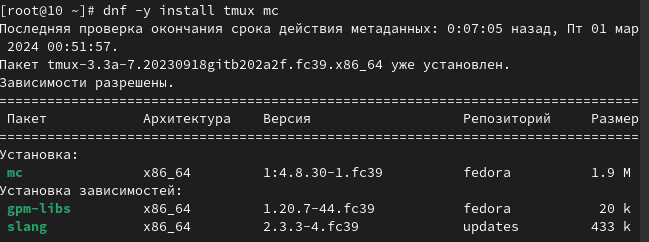 [root@10 ~]# dnf -y install tmux mc
Последняя проверка окончания срока действия метаданных: 0:07:05 назад, Пт 01 мар
2024 00:51:57.
Пакет tmux-3.3a-7.20230918gitb202a2f.fc39.x86_64 уже установлен.
Зависимости разрешены.
================================================================================
Пакет Архитектура Версия Репозиторий Размер
================================================================================
Установка:
mc x86_64 1:4.8.30-1.fc39 fedora 1.9 M
Установка зависимостей:
gpm-libs x86_64 1.20.7-44.fc39 fedora 20 k
slang x86_64 2.3.3-4.fc39 updates 433 k